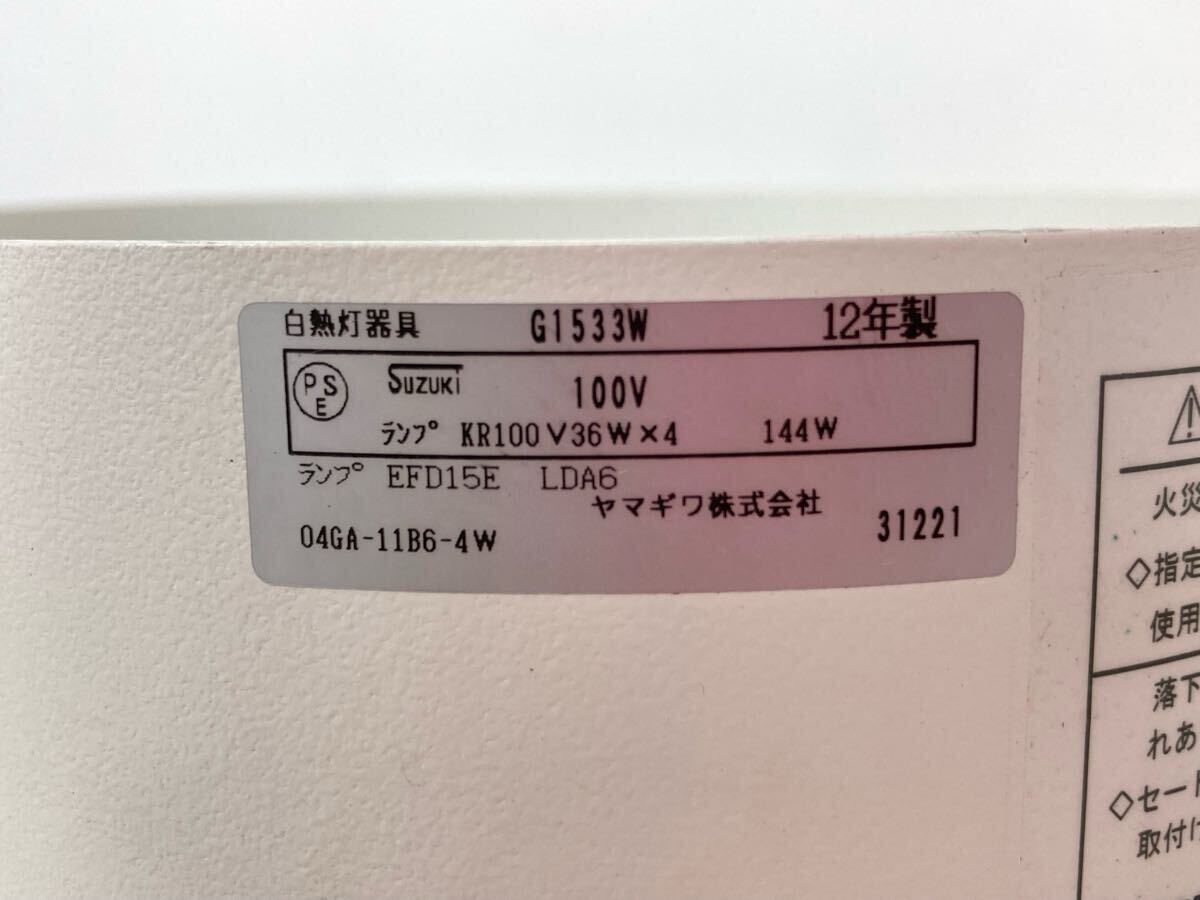 白熱灯器具 G1533W 12年製
PSE SUZUKI 100V
ランプ KR100V36W×4 144W
ランプ EFD15E LDA6
ヤマギワ株式会社
04GA-11B6-4W 31221
火災
◇指定
使用
落下
れあ
◇セード
取付け